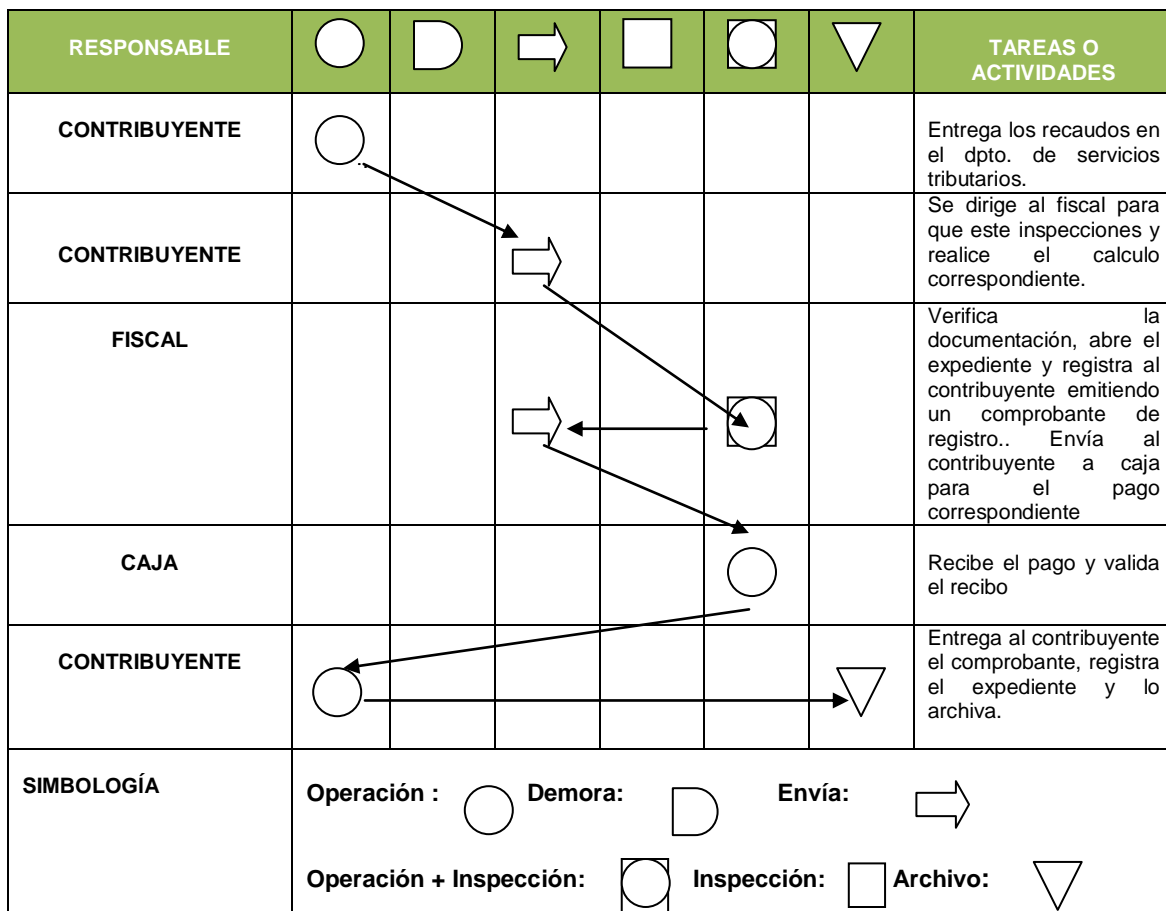 RESPONSABLE
TAREAS O
ACTIVIDADES
CONTRIBUYENTE
Entrega los recaudos en
el dpto. de servicios
tributarios.
CONTRIBUYENTE
Se dirige al fiscal para
que este inspecciones y
realice el calculo
correspondiente.
FISCAL
Verifica la
documentación, abre el
expediente y registra al
contribuyente emitiendo
un comprobante de
registro.. Envía al
contribuyente a caja
para el pago
correspondiente
CAJA
Recibe el pago y valida
el recibo
CONTRIBUYENTE
Entrega al contribuyente
el comprobante, registra
el expediente y lo
archiva.
SIMBOLOGÍA
Operación : Demora: Envía:
Operación + Inspección: Inspección: Archivo: